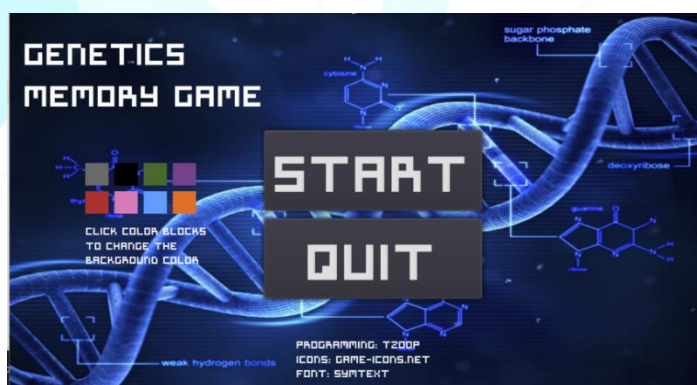 GENETICS
MEMORY GAME
sugar phosphate
backbone
cytosine
deoxyribose
START
guanine
QUIT
CLICK COLOR BLOCKS
TO CHANGE THE
BACKGROUND COLOR
weak hydrogen bonds
PROGRAMMING: TZOOP
ICONS: GAME-ICONS.NET
FONT: SYMTEXT